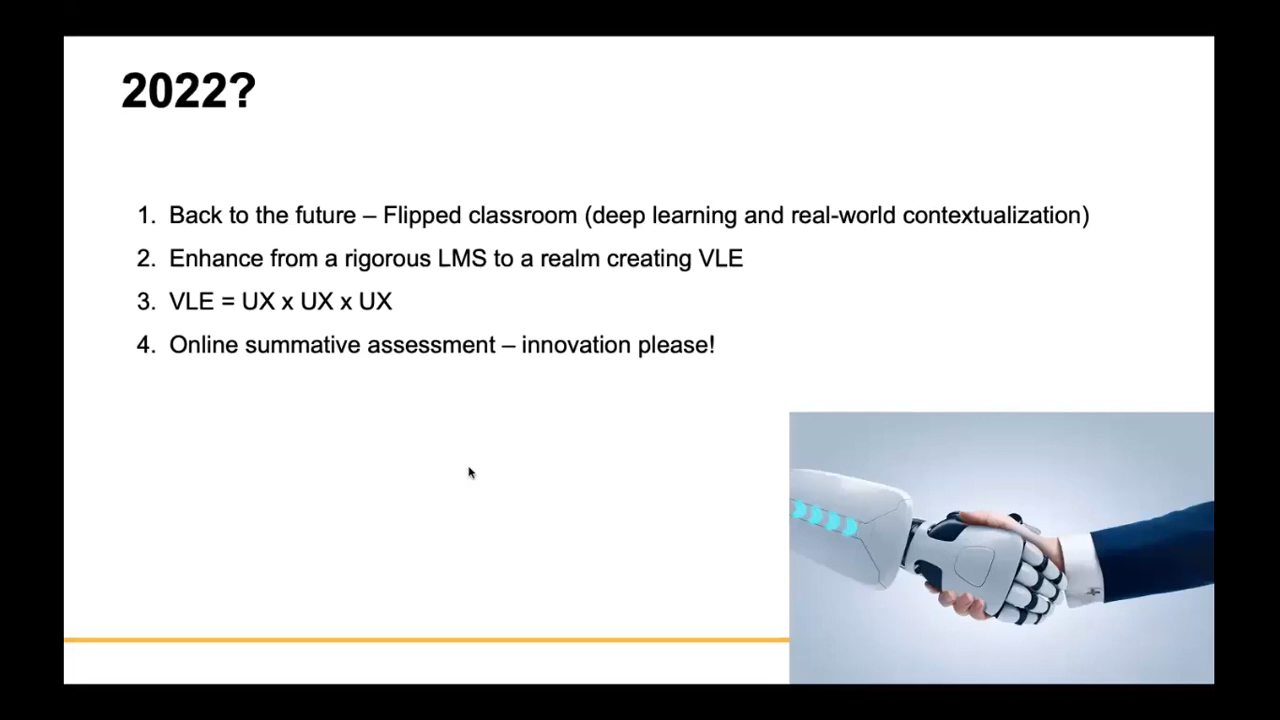 2022?
1. Back to the future – Flipped classroom (deep learning and real-world contextualization)
2. Enhance from a rigorous LMS to a realm creating VLE
3. VLE = UX x UX x UX
4. Online summative assessment – innovation please!